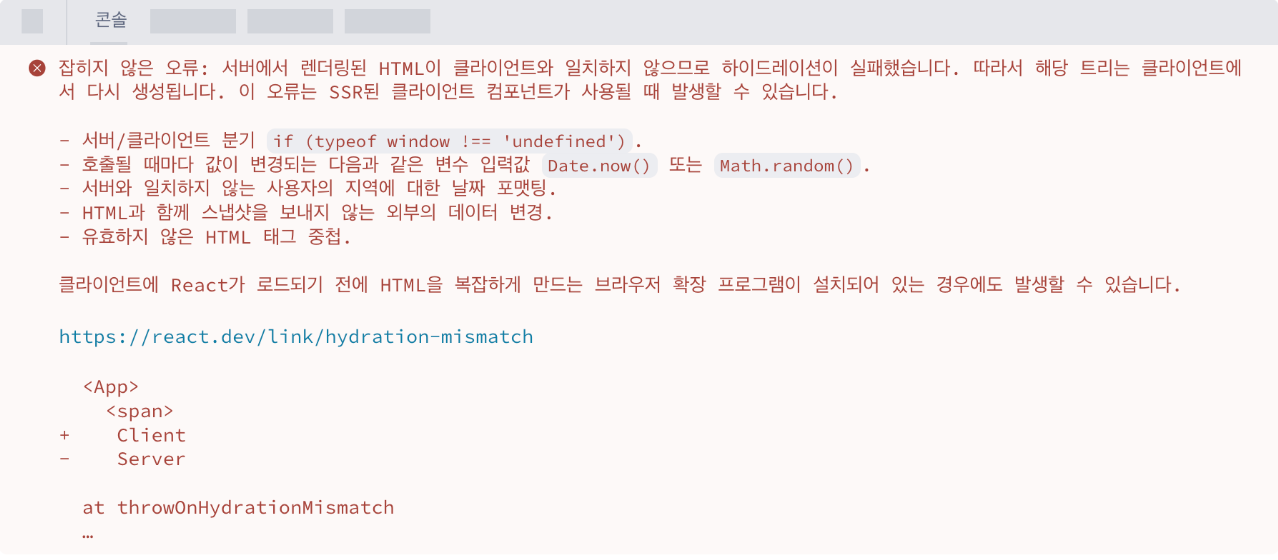 콘솔
잡히지 않은 오류: 서버에서 렌더링된 HTML이 클라이언트와 일치하지 않으므로 하이드레이션이 실패했습니다. 따라서 해당 트리는 클라이언트에
서 다시 생성됩니다. 이 오류는 SSR된 클라이언트 컴포넌트가 사용될 때 발생할 수 있습니다.
- 서버/클라이언트 분기 if (typeof window !== 'undefined').
- 호출될 때마다 값이 변경되는 다음과 같은 변수 입력값 Date.now() 또는 Math.random().
- 서버와 일치하지 않는 사용자의 지역에 대한 날짜 포맷팅.
- HTML과 함께 스냅샷을 보내지 않는 외부의 데이터 변경.
- 유효하지 않은 HTML 태그 중첩.
클라이언트에 React가 로드되기 전에 HTML을 복잡하게 만드는 브라우저 확장 프로그램이 설치되어 있는 경우에도 발생할 수 있습니다.
https://react.dev/link/hydration-mismatch
<App>
<span>
+ Client
- Server
at throwOnHydrationMismatch
…